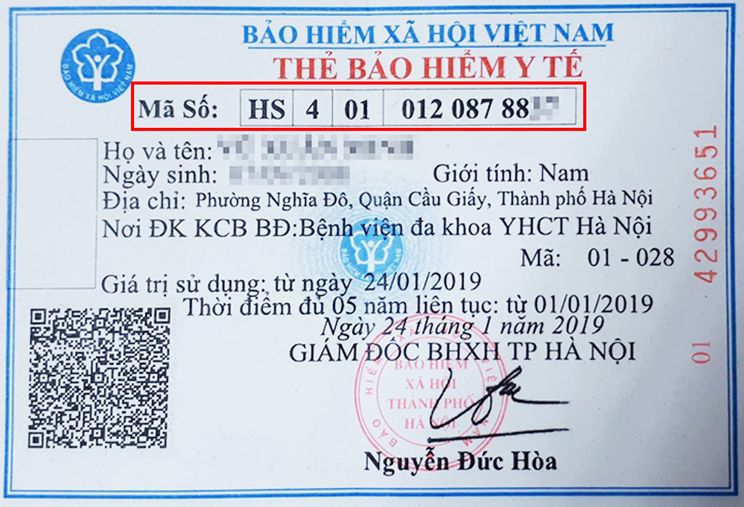 BẢO HIỂM XÃ HỘI VIỆT NAM
THẺ BẢO HIỂM Y TẾ
BẢO HIỂM XÃ HỘI VIỆT NAM
Mã Số: HS 4 01 012 087 88
Họ và tên:
Ngày sinh: Giới tính: Nam
Địa chỉ: Phường Nghĩa Đô, Quận Cầu Giấy, Thành phố Hà Nội
Nơi ĐK KCB BĐ:Bệnh viện đa khoa YHCT Hà Nội
Mã: 01 - 028
Giá trị sử dụng: từ ngày 24/01/2019
Thời điểm đủ 05 năm liên tục: từ 01/01/2019
Ngày 24 tháng 1 năm 2019
GIÁM ĐỐC BHXH TP HÀ NỘI
BẢO HIỂM
XÃ HỘI
THÀNH PHỐ
HÀ NỘI
Nguyễn Đức Hòa
01 42993651